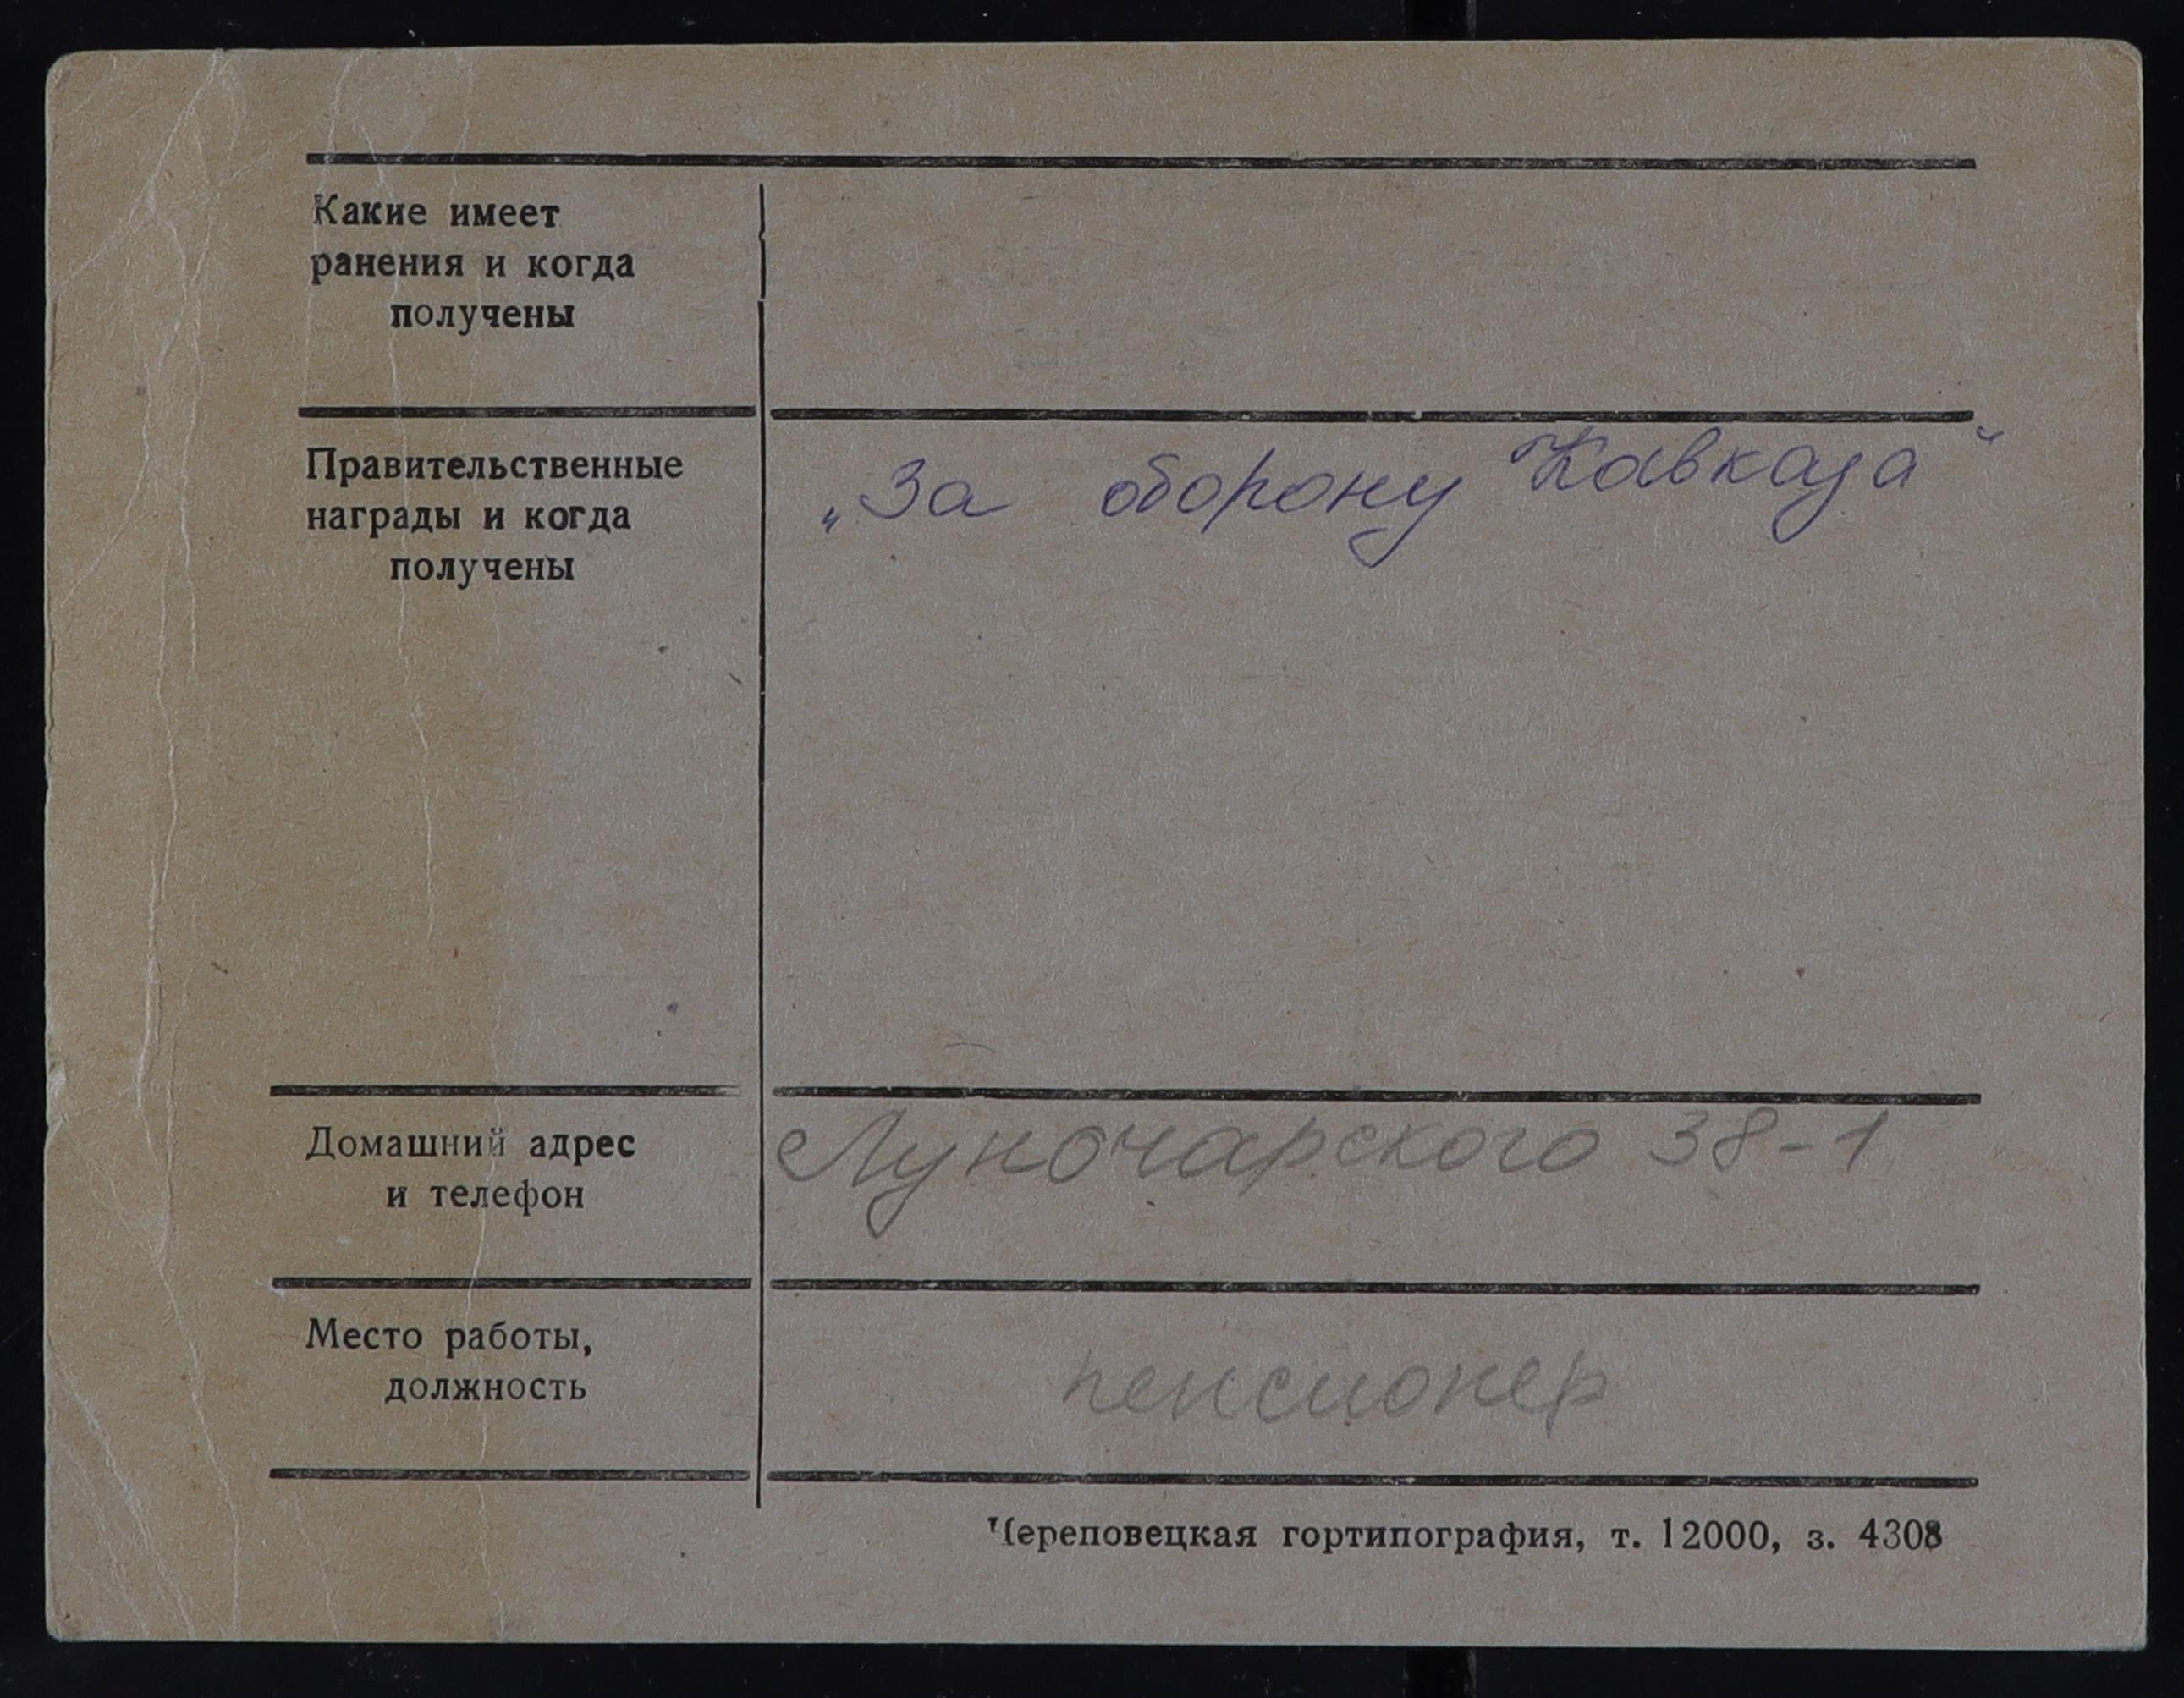 Какие имеет
ранения и когда
получены
Правительственные
награды и когда
получены
„За оборону Кавказа“
Домашний адрес
и телефон
Луночарского 38-1
Место работы,
должность
пенсионер
Череповецкая гортипография, т. 12000, з. 4308